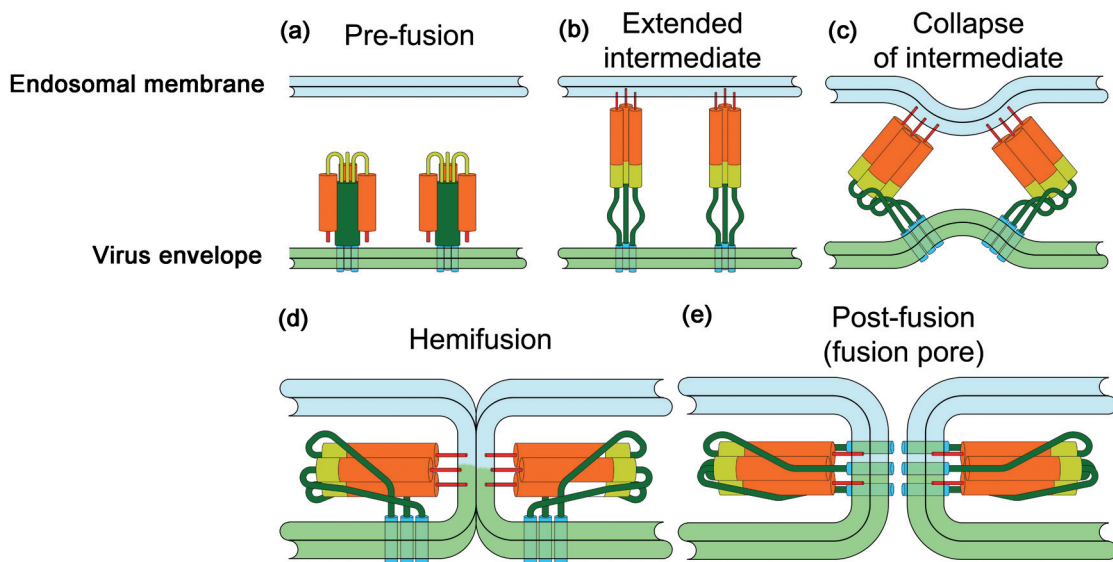 (a) Pre-fusion
(b) Extended
intermediate
(c) Collapse
of intermediate
Endosomal membrane
Virus envelope
(d) Hemifusion
(e) Post-fusion
(fusion pore)